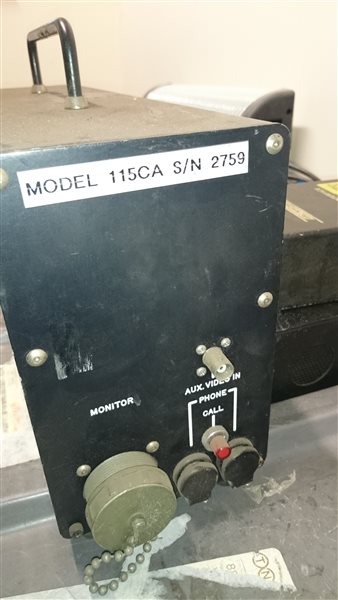 MODEL 115CA S/N 2759
AUX. VIDEO IN
MONITOR
PHONE
CALL